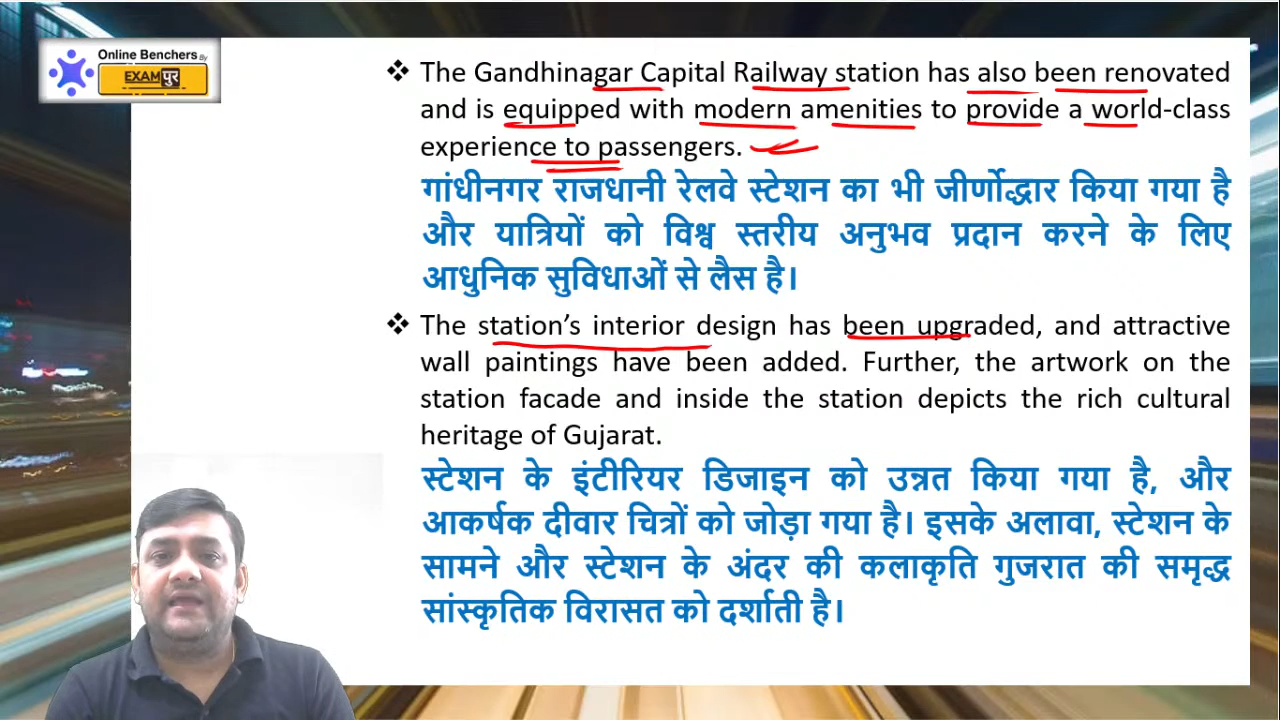 Online Benchers By
EXAMपुर
❖ The Gandhinagar Capital Railway station has also been renovated
and is equipped with modern amenities to provide a world-class
experience to passengers.
गांधीनगर राजधानी रेलवे स्टेशन का भी जीर्णोद्धार किया गया है
और यात्रियों को विश्व स्तरीय अनुभव प्रदान करने के लिए
आधुनिक सुविधाओं से लैस है।
❖ The station’s interior design has been upgraded, and attractive
wall paintings have been added. Further, the artwork on the
station facade and inside the station depicts the rich cultural
heritage of Gujarat.
स्टेशन के इंटीरियर डिजाइन को उन्नत किया गया है, और
आकर्षक दीवार चित्रों को जोड़ा गया है। इसके अलावा, स्टेशन के
सामने और स्टेशन के अंदर की कलाकृति गुजरात की समृद्ध
सांस्कृतिक विरासत को दर्शाती है।